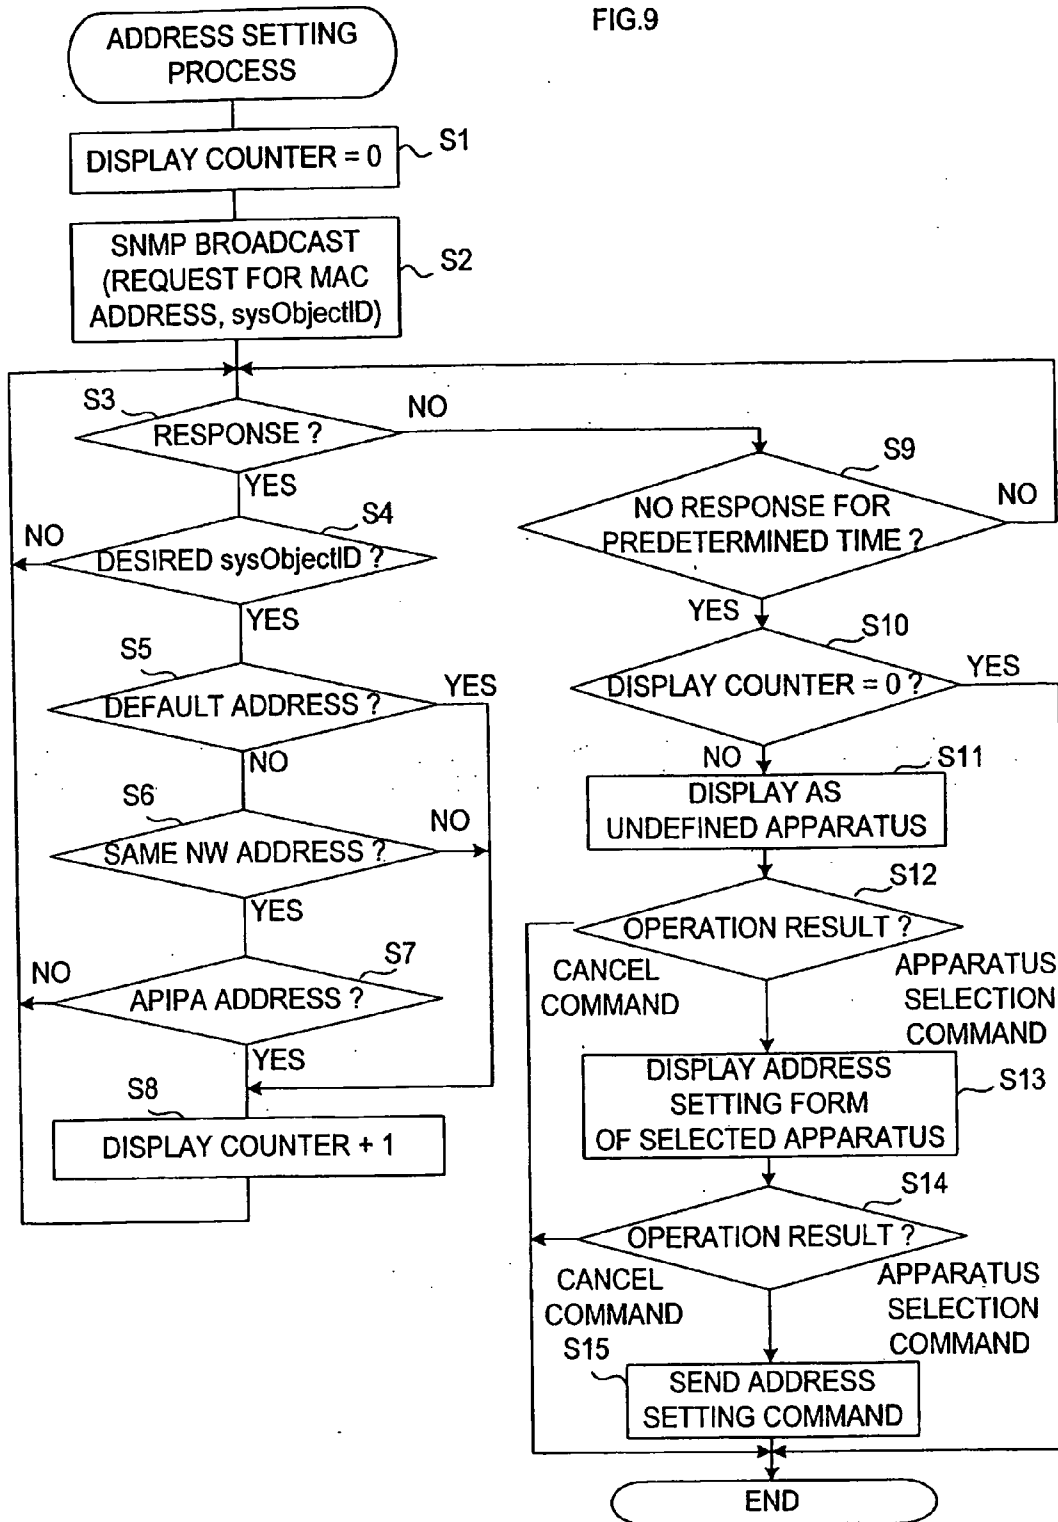 FIG.9
ADDRESS SETTING
PROCESS
DISPLAY COUNTER = 0
S1
SNMP BROADCAST
(REQUEST FOR MAC
ADDRESS, sysObjectID)
S2
S3
RESPONSE ?
NO
YES
S4
NO
DESIRED sysObjectID ?
YES
S5
DEFAULT ADDRESS ?
YES
NO
S6
SAME NW ADDRESS ?
NO
YES
S7
NO
APIPA ADDRESS ?
YES
S8
DISPLAY COUNTER + 1
S9
NO RESPONSE FOR
PREDETERMINED TIME ?
NO
YES
S10
DISPLAY COUNTER = 0 ?
YES
NO
S11
DISPLAY AS
UNDEFINED APPARATUS
S12
OPERATION RESULT ?
CANCEL
COMMAND
APPARATUS
SELECTION
COMMAND
DISPLAY ADDRESS
SETTING FORM
OF SELECTED APPARATUS
S13
S14
OPERATION RESULT ?
CANCEL
COMMAND
APPARATUS
SELECTION
COMMAND
S15
SEND ADDRESS
SETTING COMMAND
END